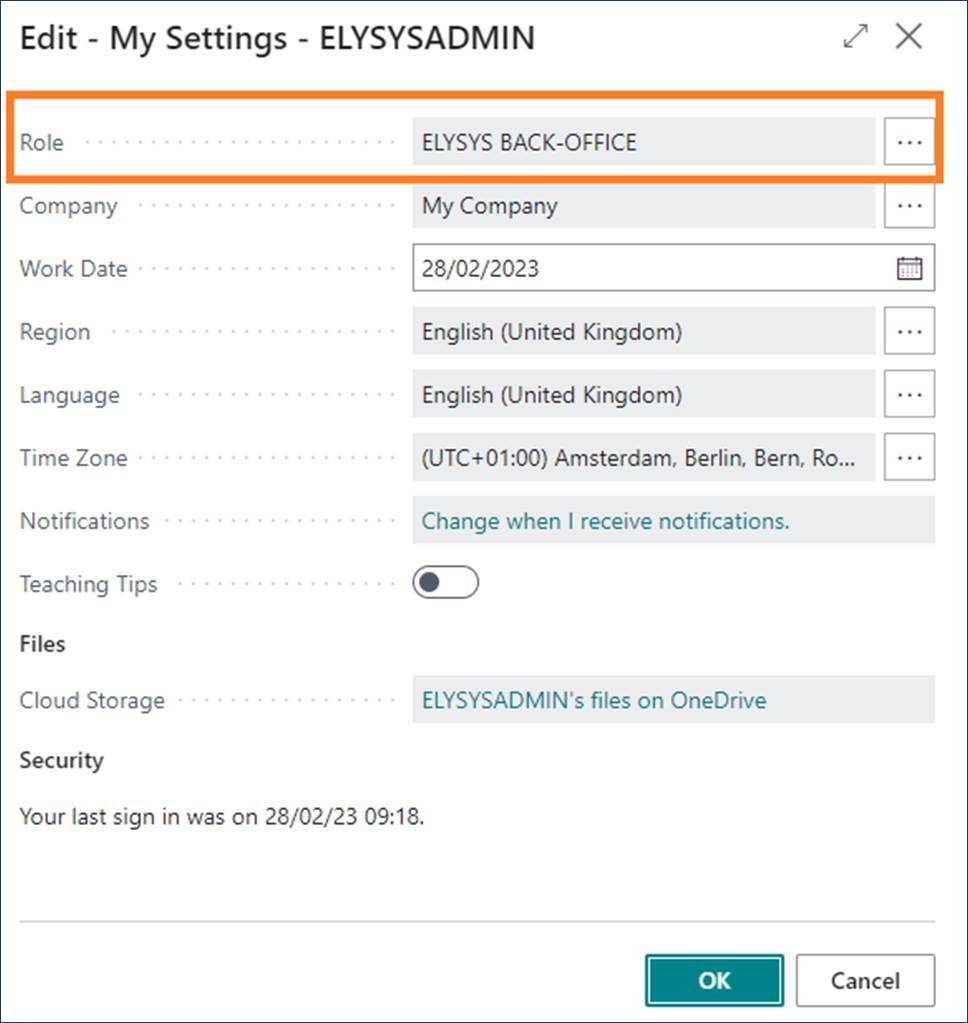 Edit - My Settings - ELYSYSADMIN
Role ELYSYS BACK-OFFICE ...
Company My Company ...
Work Date 28/02/2023
Region English (United Kingdom) ...
Language English (United Kingdom) ...
Time Zone (UTC+01:00) Amsterdam, Berlin, Bern, Ro... ...
Notifications Change when I receive notifications.
Teaching Tips
Files
Cloud Storage ELYSYSADMIN's files on OneDrive
Security
Your last sign in was on 28/02/23 09:18.
OK Cancel